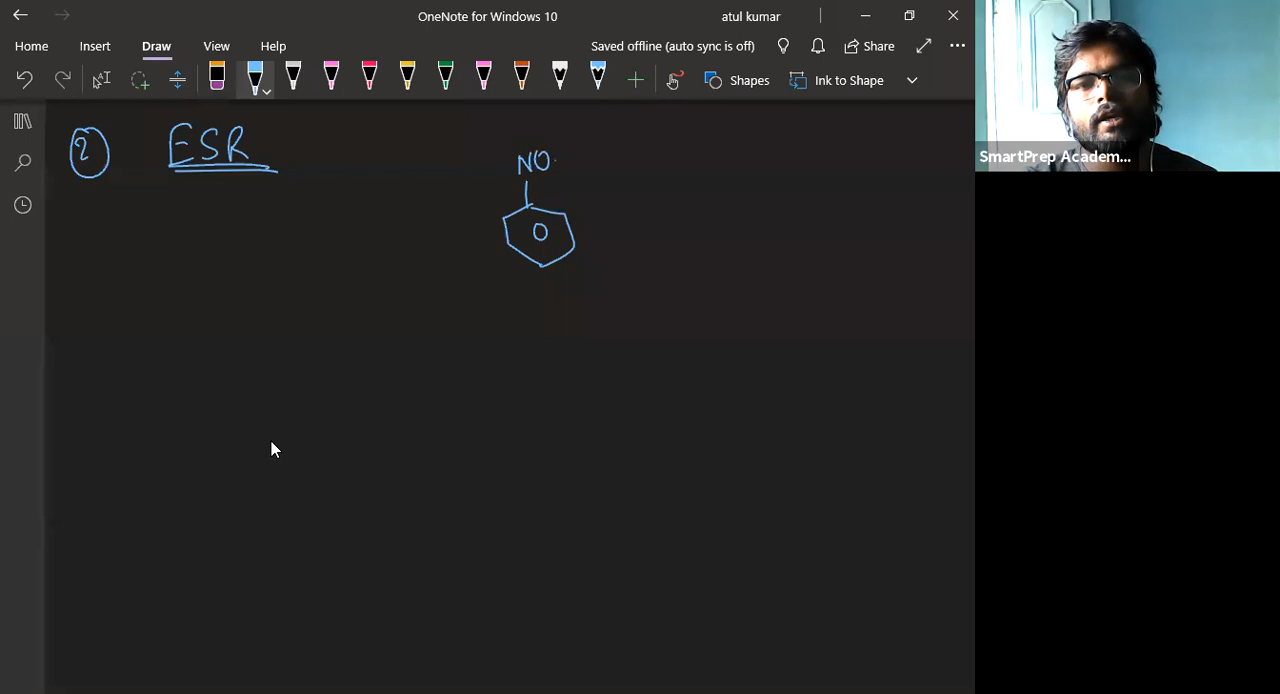 OneNote for Windows 10
atul kumar
Home Insert Draw View Help
Saved offline (auto sync is off)
Share
Shapes
Ink to Shape
2 ESR
NO
SmartPrep Academ...